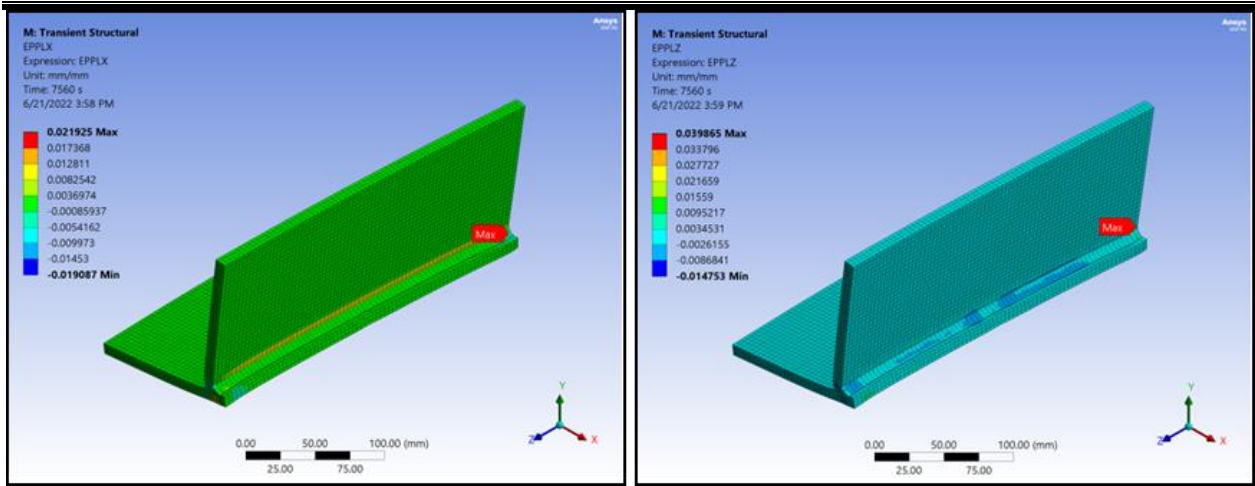 M: Transient Structural
EPPLX
Expression: EPPLX
Unit: mm/mm
Time: 7560 s
6/21/2022 3:58 PM
0.021925 Max
0.017368
0.012811
0.0082542
0.0036974
-0.00085937
-0.0054162
-0.009973
-0.01453
-0.019087 Min
Ansys
Max
Y
Z
X
0.00 50.00 100.00 (mm)
25.00 75.00
M: Transient Structural
EPPLZ
Expression: EPPLZ
Unit: mm/mm
Time: 7560 s
6/21/2022 3:59 PM
0.039865 Max
0.033796
0.027727
0.021659
0.01559
0.0095217
0.0034531
-0.0026155
-0.0086841
-0.014753 Min
Ansys
Max
Y
Z
X
0.00 50.00 100.00 (mm)
25.00 75.00